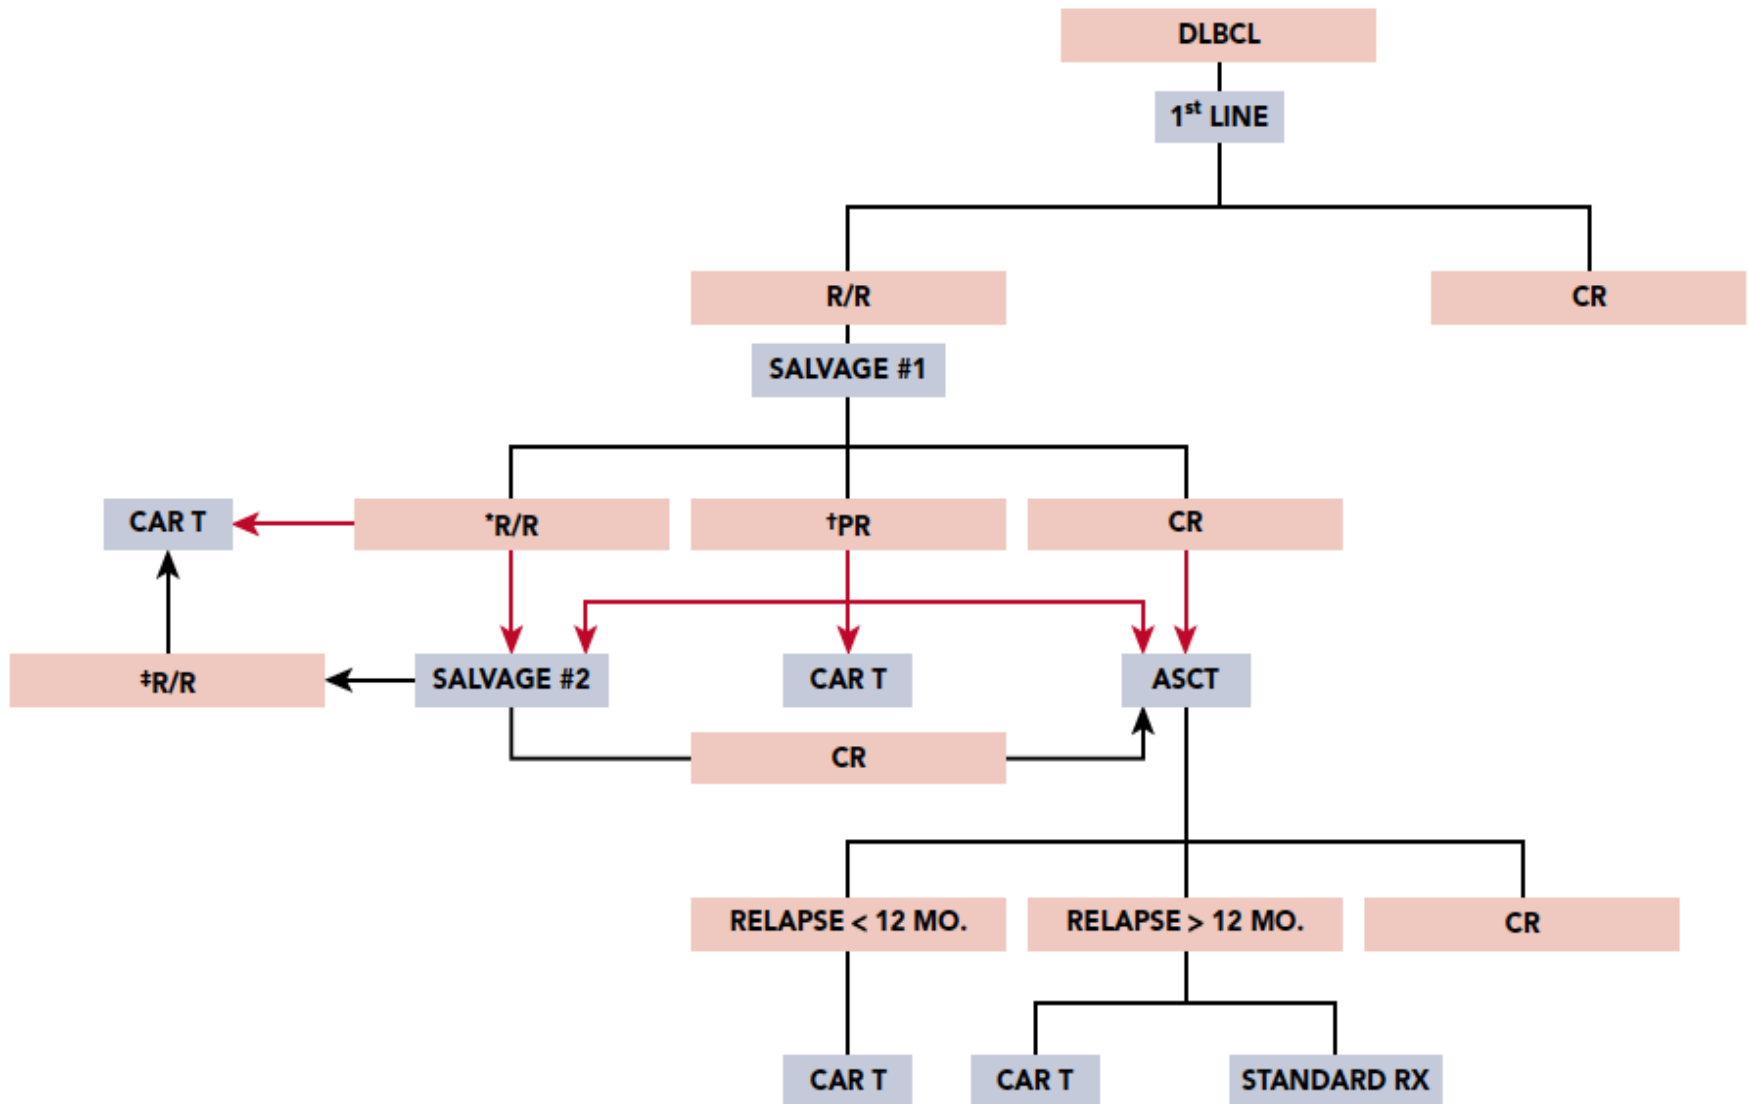 DLBCL
1st LINE
R/R
CR
SALVAGE #1
CAR T
*R/R
†PR
CR
‡R/R
SALVAGE #2
CAR T
ASCT
CR
RELAPSE < 12 MO.
RELAPSE > 12 MO.
CR
CAR T
CAR T
STANDARD RX